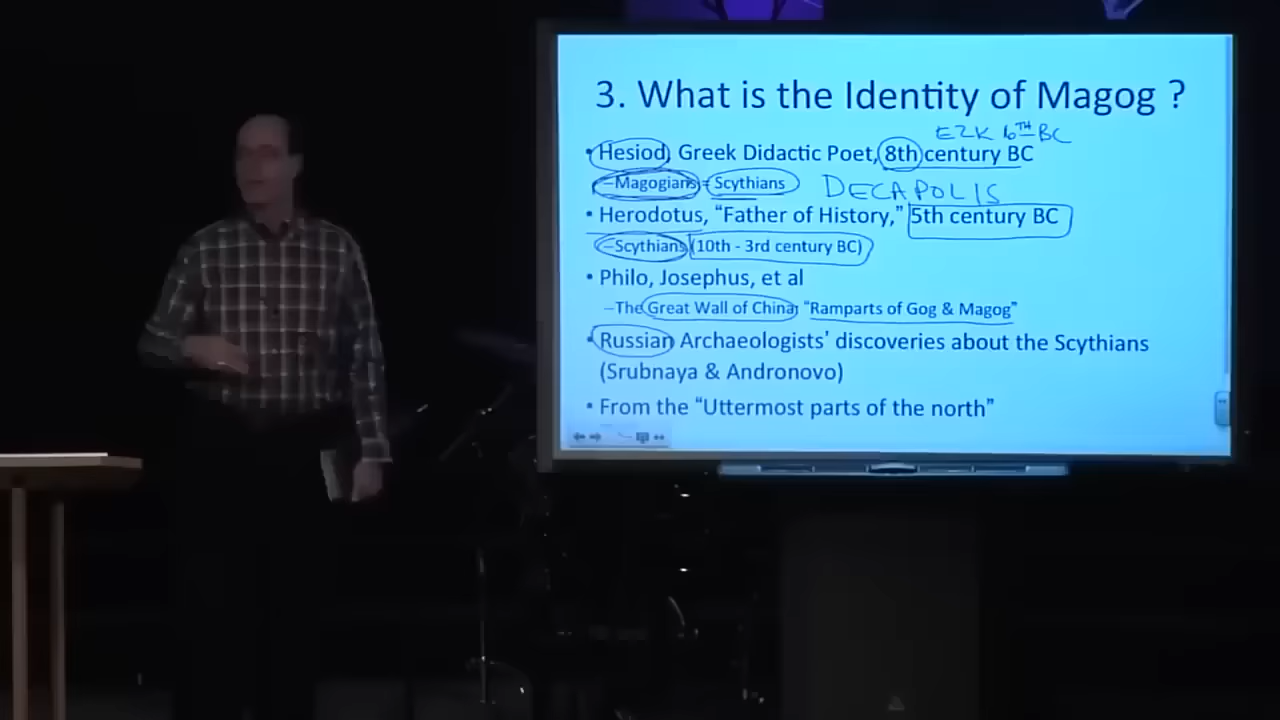 3. What is the Identity of Magog ?
EZK 6TH BC
• Hesiod, Greek Didactic Poet, 8th century BC
–Magogians = Scythians DECAPOLIS
• Herodotus, “Father of History,” 5th century BC
–Scythians (10th - 3rd century BC)
• Philo, Josephus, et al
–The Great Wall of China; “Ramparts of Gog & Magog”
• Russian Archaeologists’ discoveries about the Scythians
(Srubnaya & Andronovo)
• From the “Uttermost parts of the north”